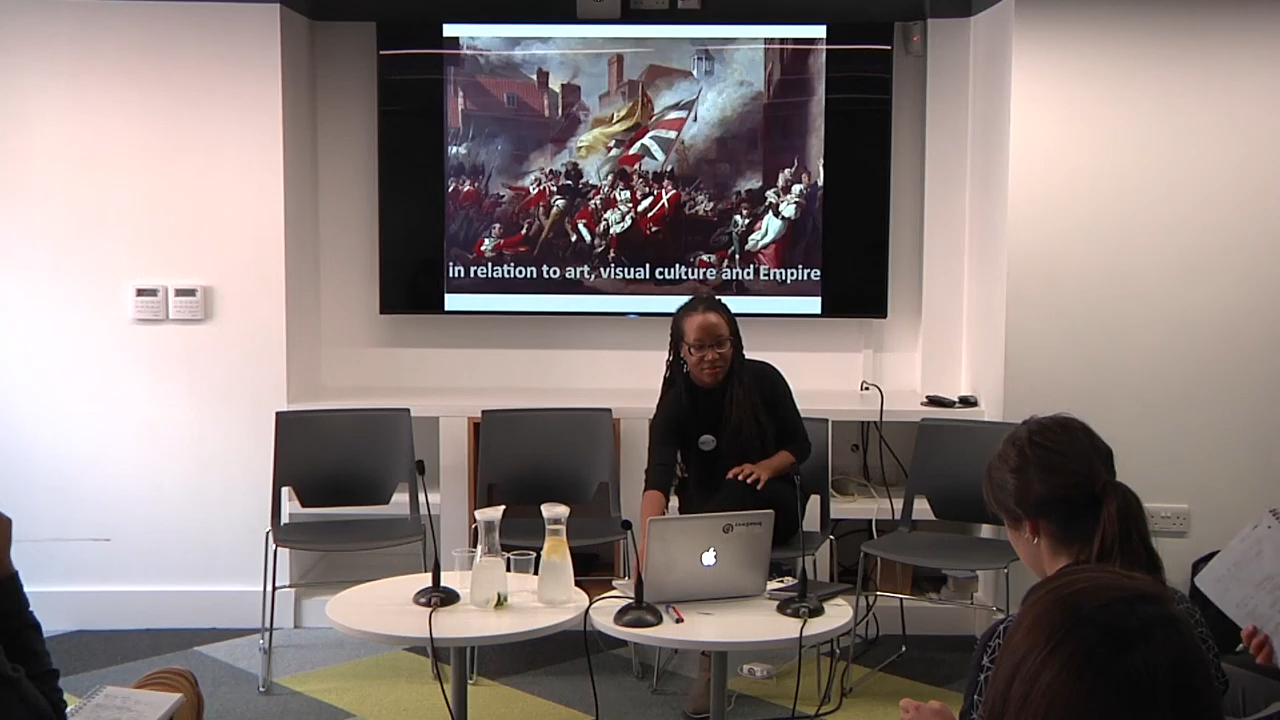 in relation to art, visual culture and Empire